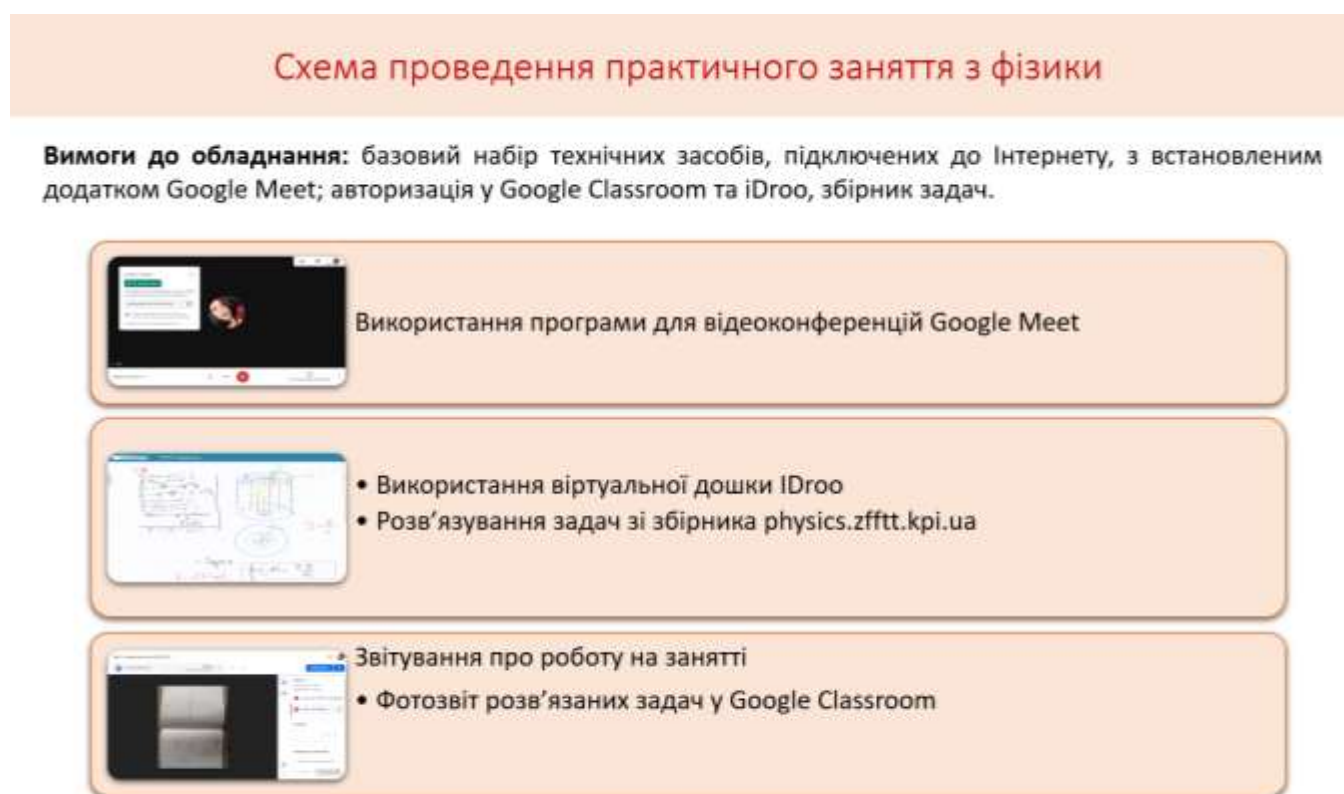 Схема проведення практичного заняття з фізики
Вимоги до обладнання: базовий набір технічних засобів, підключених до Інтернету, з встановленим
додатком Google Meet; авторизація у Google Classroom та iDroo, збірник задач.
Використання програми для відеоконференцій Google Meet
• Використання віртуальної дошки IDroo
• Розв’язування задач зі збірника physics.zfftt.kpi.ua
Звітування про роботу на занятті
• Фотозвіт розв’язаних задач у Google Classroom